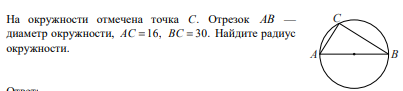 На окружности отмечена точка C. Отрезок AB —
диаметр окружности, AC = 16, BC = 30. Найдите радиус
окружности.
C
A
B